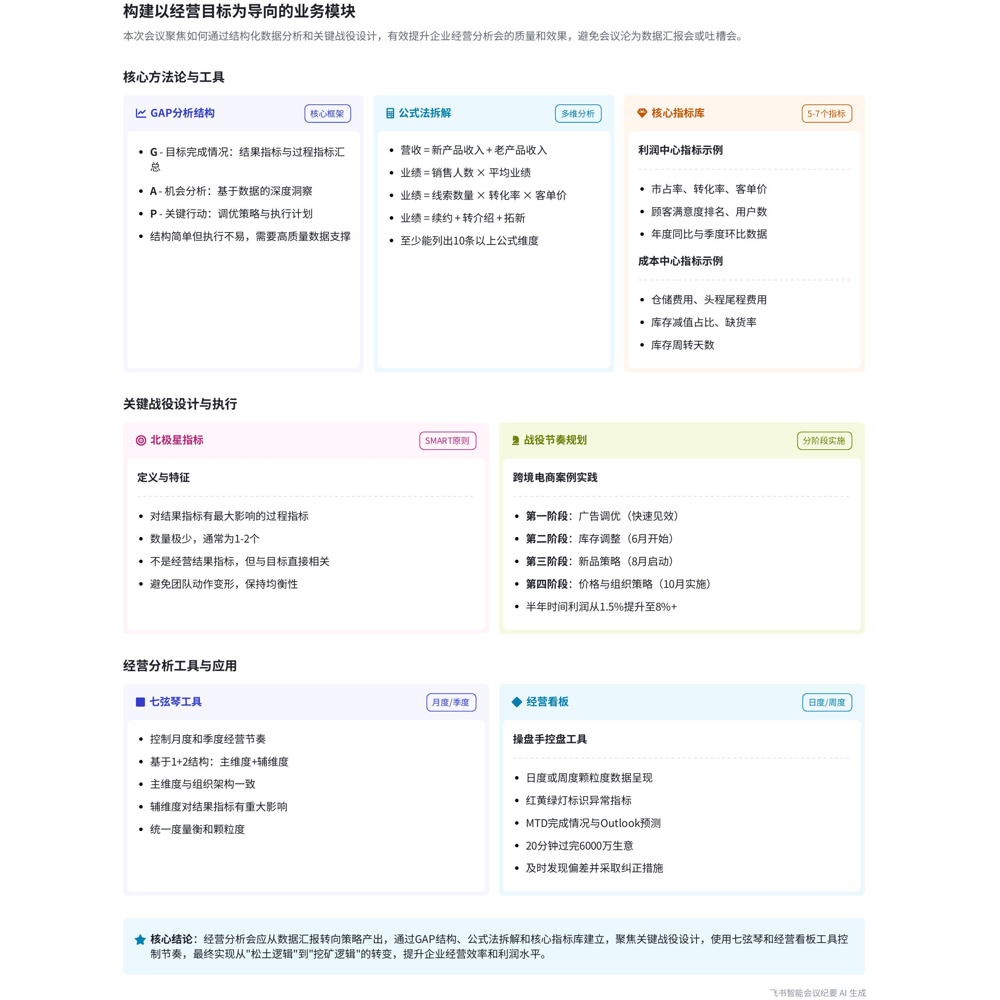 构建以经营目标为导向的业务模块
本次会议聚焦如何通过结构化数据分析和关键战役设计，有效提升企业经营分析会的质量和效果，避免会议沦为数据汇报会或吐槽会。
核心方法论与工具
GAP分析结构
核心框架
• G - 目标完成情况：结果指标与过程指标汇
总
• A - 机会分析：基于数据的深度洞察
• P - 关键行动：调优策略与执行计划
• 结构简单但执行不易，需要高质量数据支撑
公式法拆解
多维分析
• 营收 = 新产品收入 + 老产品收入
• 业绩 = 销售人数 × 平均业绩
• 业绩 = 线索数量 × 转化率 × 客单价
• 业绩 = 续约 + 转介绍 + 拓新
• 至少能列出10条以上公式维度
核心指标库
5-7个指标
利润中心指标示例
• 市占率、转化率、客单价
• 顾客满意度排名、用户数
• 年度同比与季度环比数据
成本中心指标示例
• 仓储费用、头程尾程费用
• 库存减值占比、缺货率
• 库存周转天数
关键战役设计与执行
北极星指标
SMART原则
定义与特征
• 对结果指标有最大影响的过程指标
• 数量极少，通常为1-2个
• 不是经营结果指标，但与目标直接相关
• 避免团队动作变形，保持均衡性
战役节奏规划
分阶段实施
跨境电商案例实践
• 第一阶段：广告调优（快速见效）
• 第二阶段：库存调整（6月开始）
• 第三阶段：新品策略（8月启动）
• 第四阶段：价格与组织策略（10月实施）
• 半年时间利润从1.5%提升至8%+
经营分析工具与应用
七弦琴工具
月度/季度
• 控制月度和季度经营节奏
• 基于1+2结构：主维度+辅维度
• 主维度与组织架构一致
• 辅维度对结果指标有重大影响
• 统一度量衡和颗粒度
经营看板
日度/周度
操盘手控盘工具
• 日度或周度颗粒度数据呈现
• 红黄绿灯标识异常指标
• MTD完成情况与Outlook预测
• 20分钟过完6000万生意
• 及时发现偏差并采取纠正措施
核心结论：经营分析会应从数据汇报转向策略产出，通过GAP结构、公式法拆解和核心指标库建立，聚焦关键战役设计，使用七弦琴和经营看板工具控
制节奏，最终实现从"松土逻辑"到"挖矿逻辑"的转变，提升企业经营效率和利润水平。
飞书智能会议纪要 AI 生成